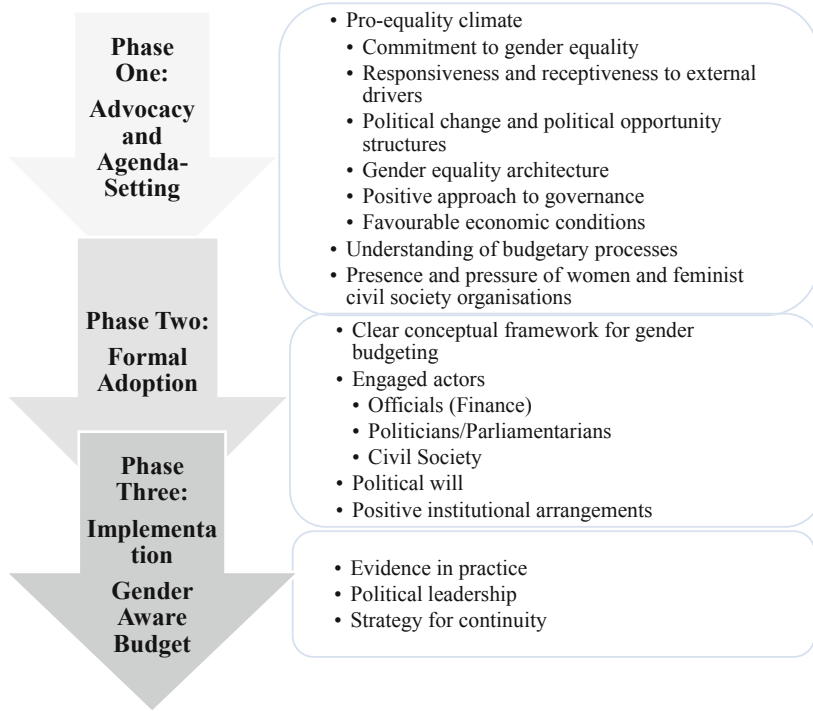 Phase
One:
Advocacy
and
Agenda-
Setting
• Pro-equality climate
• Commitment to gender equality
• Responsiveness and receptiveness to external
drivers
• Political change and political opportunity
structures
• Gender equality architecture
• Positive approach to governance
• Favourable economic conditions
• Understanding of budgetary processes
• Presence and pressure of women and feminist
civil society organisations
Phase Two:
Formal
Adoption
• Clear conceptual framework for gender
budgeting
• Engaged actors
• Officials (Finance)
• Politicians/Parliamentarians
• Civil Society
• Political will
• Positive institutional arrangements
Phase
Three:
Implementa
tion
Gender
Aware
Budget
• Evidence in practice
• Political leadership
• Strategy for continuity